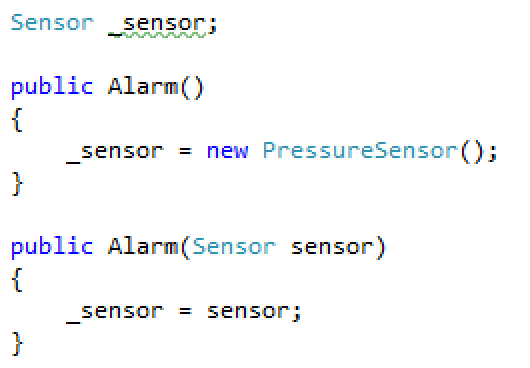 Sensor _sensor;
public Alarm()
{
    _sensor = new PressureSensor();
}
public Alarm(Sensor sensor)
{
    _sensor = sensor;
}